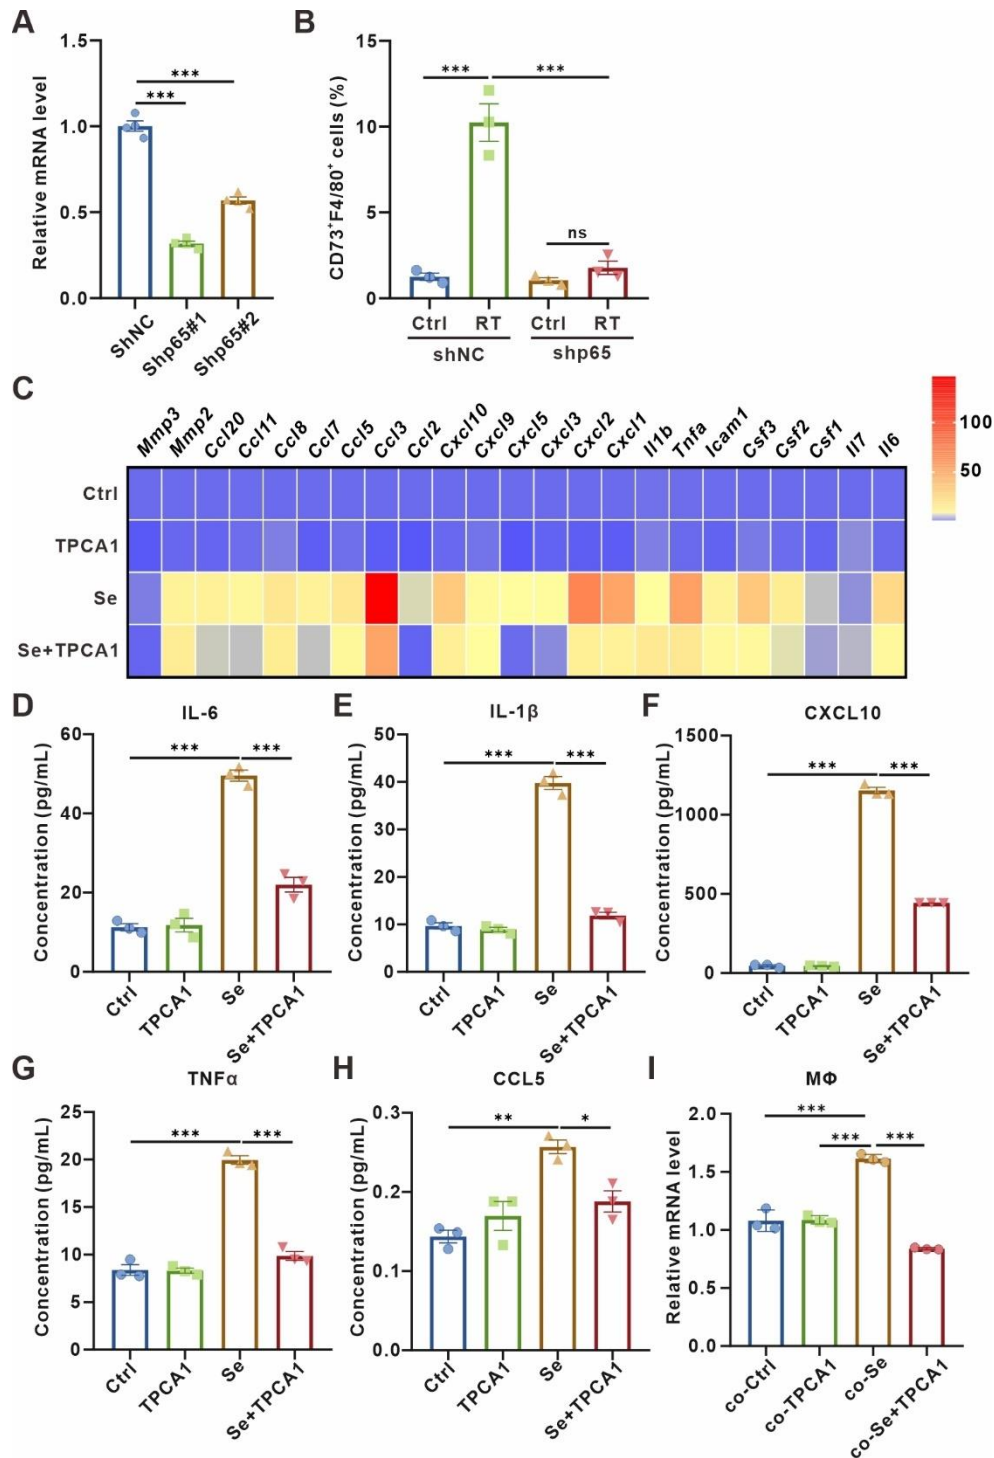 A
Relative mRNA level
1.5
1.0
0.5
0.0
***
***
ShNC
Shp65#1
Shp65#2
B
CD73⁺F4/80⁺ cells (%)
15
10
5
0
***
***
ns
Ctrl RT Ctrl RT
shNC shp65
C
Mmp3 Mmp2 Ccl20 Ccl11 Ccl8 Ccl7 Ccl5 Ccl3 Ccl2 Cxcl10 Cxcl9 Cxcl5 Cxcl3 Cxcl2 Cxcl1 Il1b Tnfa Icam1 Csf3 Csf2 Csf1 Il7 Il6
100
50
Ctrl
TPCA1
Se
Se+TPCA1
D
IL-6
Concentration (pg/mL)
60
40
20
0
*** ***
Ctrl
TPCA1
Se
Se+TPCA1
E
IL-1β
Concentration (pg/mL)
50
40
30
20
10
0
*** ***
Ctrl
TPCA1
Se
Se+TPCA1
F
CXCL10
Concentration (pg/mL)
1500
1000
500
0
*** ***
Ctrl
TPCA1
Se
Se+TPCA1
G
TNFα
Concentration (pg/mL)
25
20
15
10
5
0
*** ***
Ctrl
TPCA1
Se
Se+TPCA1
H
CCL5
Concentration (pg/mL)
0.3
0.2
0.1
0.0
** *
Ctrl
TPCA1
Se
Se+TPCA1
I
MΦ
Relative mRNA level
2.0
1.5
1.0
0.5
0.0
***
*** ***
co-Ctrl
co-TPCA1
co-Se
co-Se+TPCA1